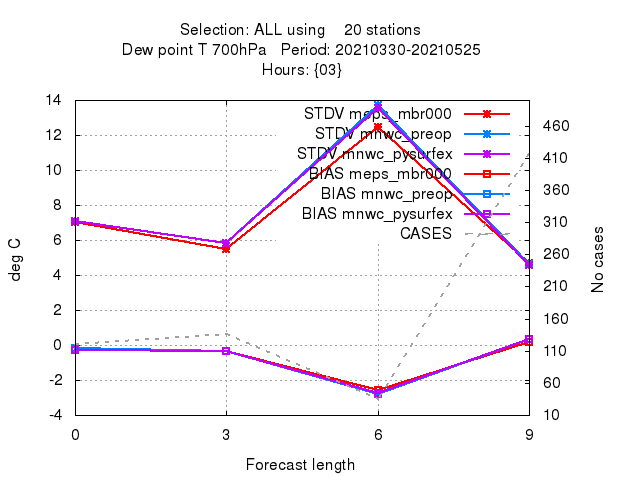 Selection: ALL using    20 stations
Dew point T 700hPa   Period: 20210330-20210525
Hours: {03}
14
12
10
8
6
4
2
0
-2
-4
deg C
STDV meps_mbr000
STDV mnwc_preop
STDV mnwc_pysurfex
BIAS meps_mbr000
BIAS mnwc_preop
BIAS mnwc_pysurfex
CASES
460
410
360
310
260
210
160
110
60
10
No cases
0 3 6 9
Forecast length